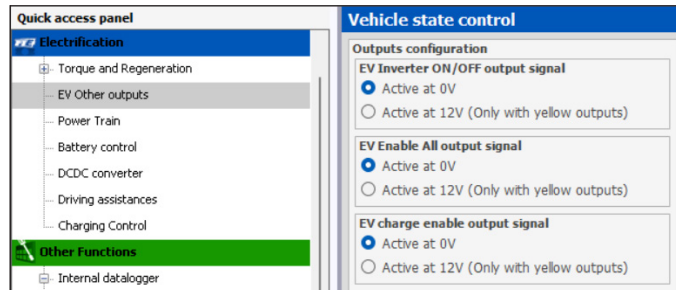 Quick access panel
Electrification
Torque and Regeneration
EV Other outputs
Power Train
Battery control
DCDC converter
Driving assistances
Charging Control
Other Functions
Internal datalogger
Vehicle state control
Outputs configuration
EV Inverter ON/OFF output signal
Active at 0V
Active at 12V (Only with yellow outputs)
EV Enable All output signal
Active at 0V
Active at 12V (Only with yellow outputs)
EV charge enable output signal
Active at 0V
Active at 12V (Only with yellow outputs)